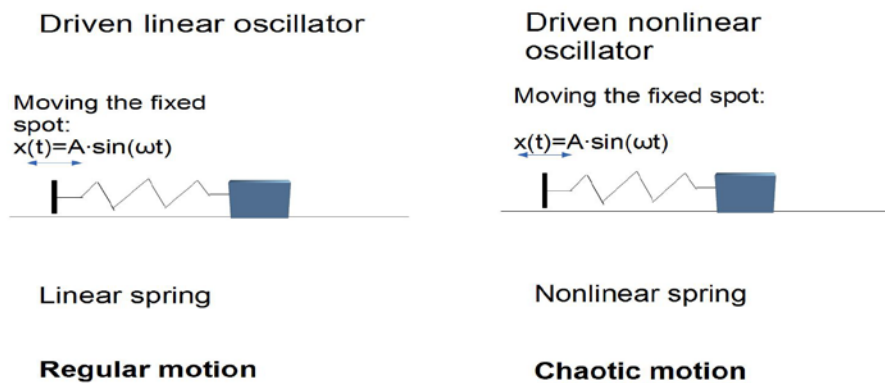 Driven linear oscillator
Moving the fixed
spot:
x(t)=A·sin(ωt)
Linear spring
Regular motion
Driven nonlinear
oscillator
Moving the fixed spot:
x(t)=A·sin(ωt)
Nonlinear spring
Chaotic motion